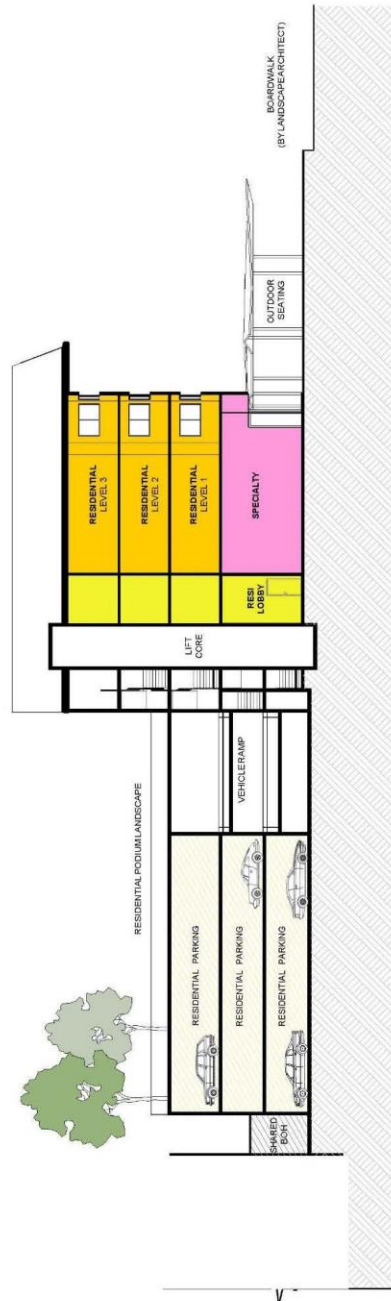 BOARDWALK
(BY LANDSCAPE ARCHITECT)
OUTDOOR
SEATING
RESIDENTIAL
LEVEL 3
RESIDENTIAL
LEVEL 2
RESIDENTIAL
LEVEL 1
SPECIALTY
RESI
LOBBY
LIFT
CORE
VEHICLE RAMP
RESIDENTIAL PODIUM LANDSCAPE
RESIDENTIAL PARKING
RESIDENTIAL PARKING
RESIDENTIAL PARKING
SHARED
BOH